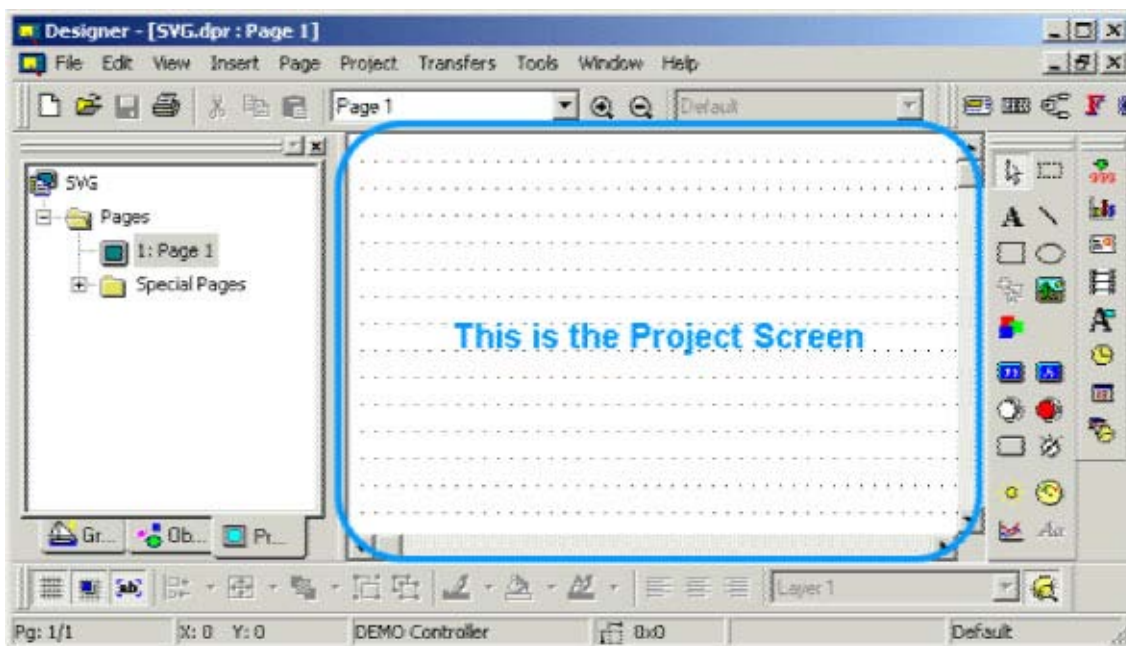 Designer - [SVG.dpr : Page 1]
File Edit View Insert Page Project Transfers Tools Window Help
Page 1 Default
SVG
Pages
1: Page 1
Special Pages
This is the Project Screen
Gr... Ob... Pr...
Layer 1
Pg: 1/1 X: 0 Y: 0 DEMO Controller 0x0 Default